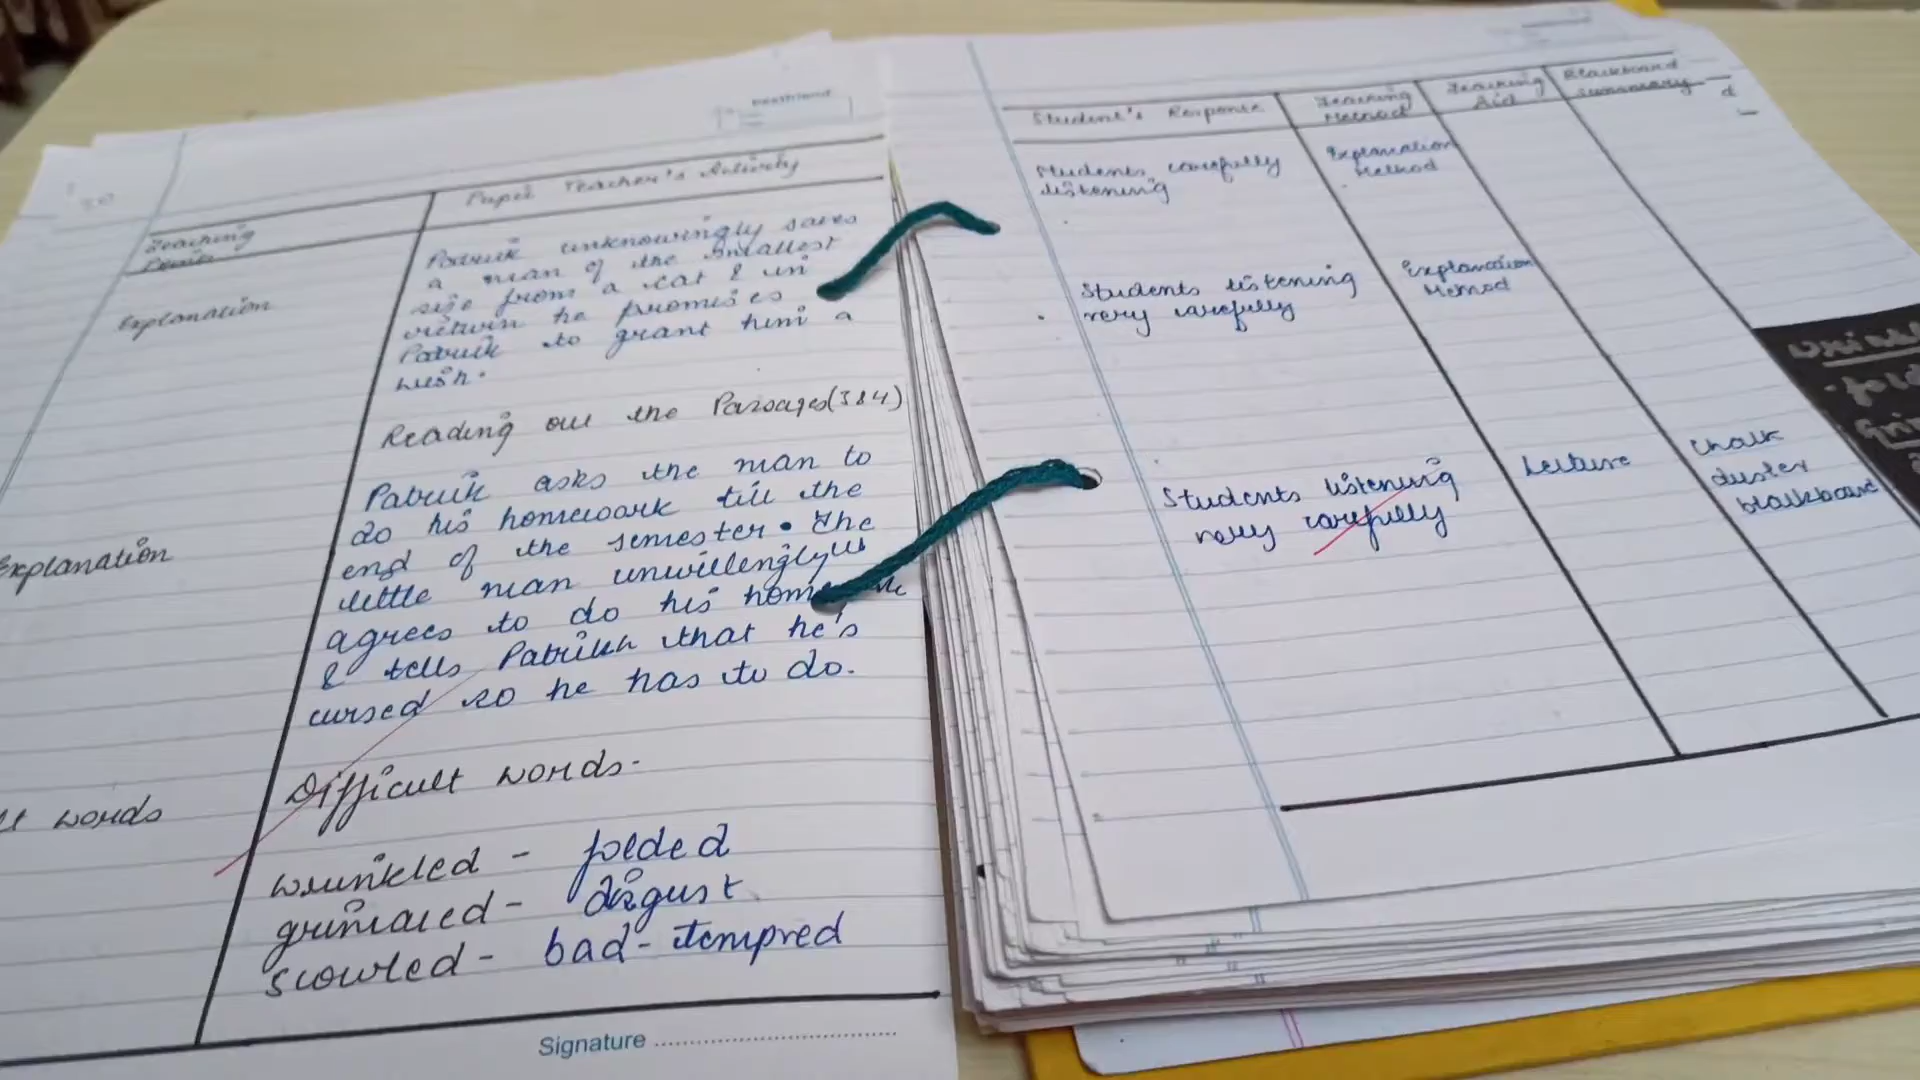 Teaching
Points
Pupil Teacher's Activity
Explanation
Patrick unknowingly saves
a man of the smallest
size from a cat & in
return he promises
Patrick to grant him a
wish.
Reading out the Passages (3&4)
Explanation
Patrick asks the man to
do his homework till the
end of the semester. The
little man unwillengly
agrees to do his
& tells Patrikh that he's
cursed so he has to do.
words
Difficult words-
wrinkled - folded
grimaced - disgust
scowled - bad-tempred
Signature
Student's Response
Teaching
Method
Teaching
Aid
Blackboard
Summary
Students carefully
listening
Explanation
Method
Students listening
very carefully
Explanation
Method
Students listening
very carefully
Lecture
Chalk
duster
blackboard